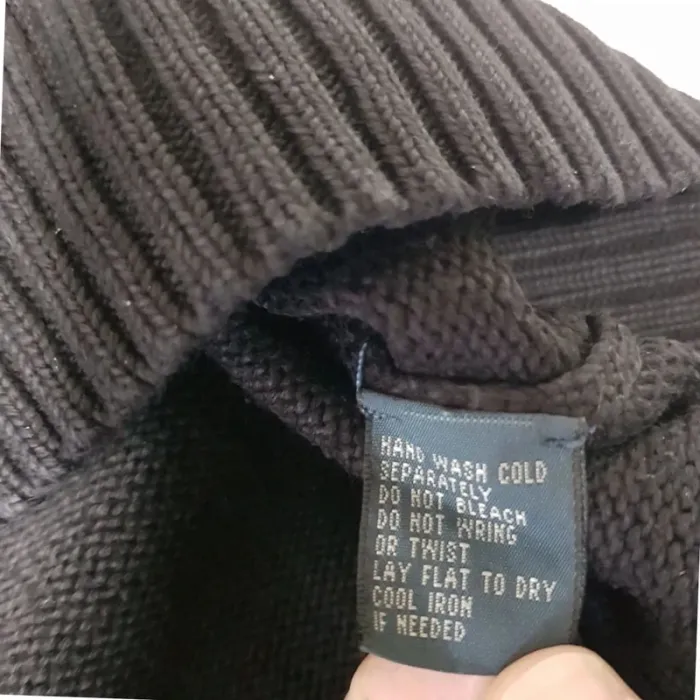 HAND WASH COLD
SEPARATELY
DO NOT BLEACH
DO NOT WRING
OR TWIST
LAY FLAT TO DRY
COOL IRON
IF NEEDED